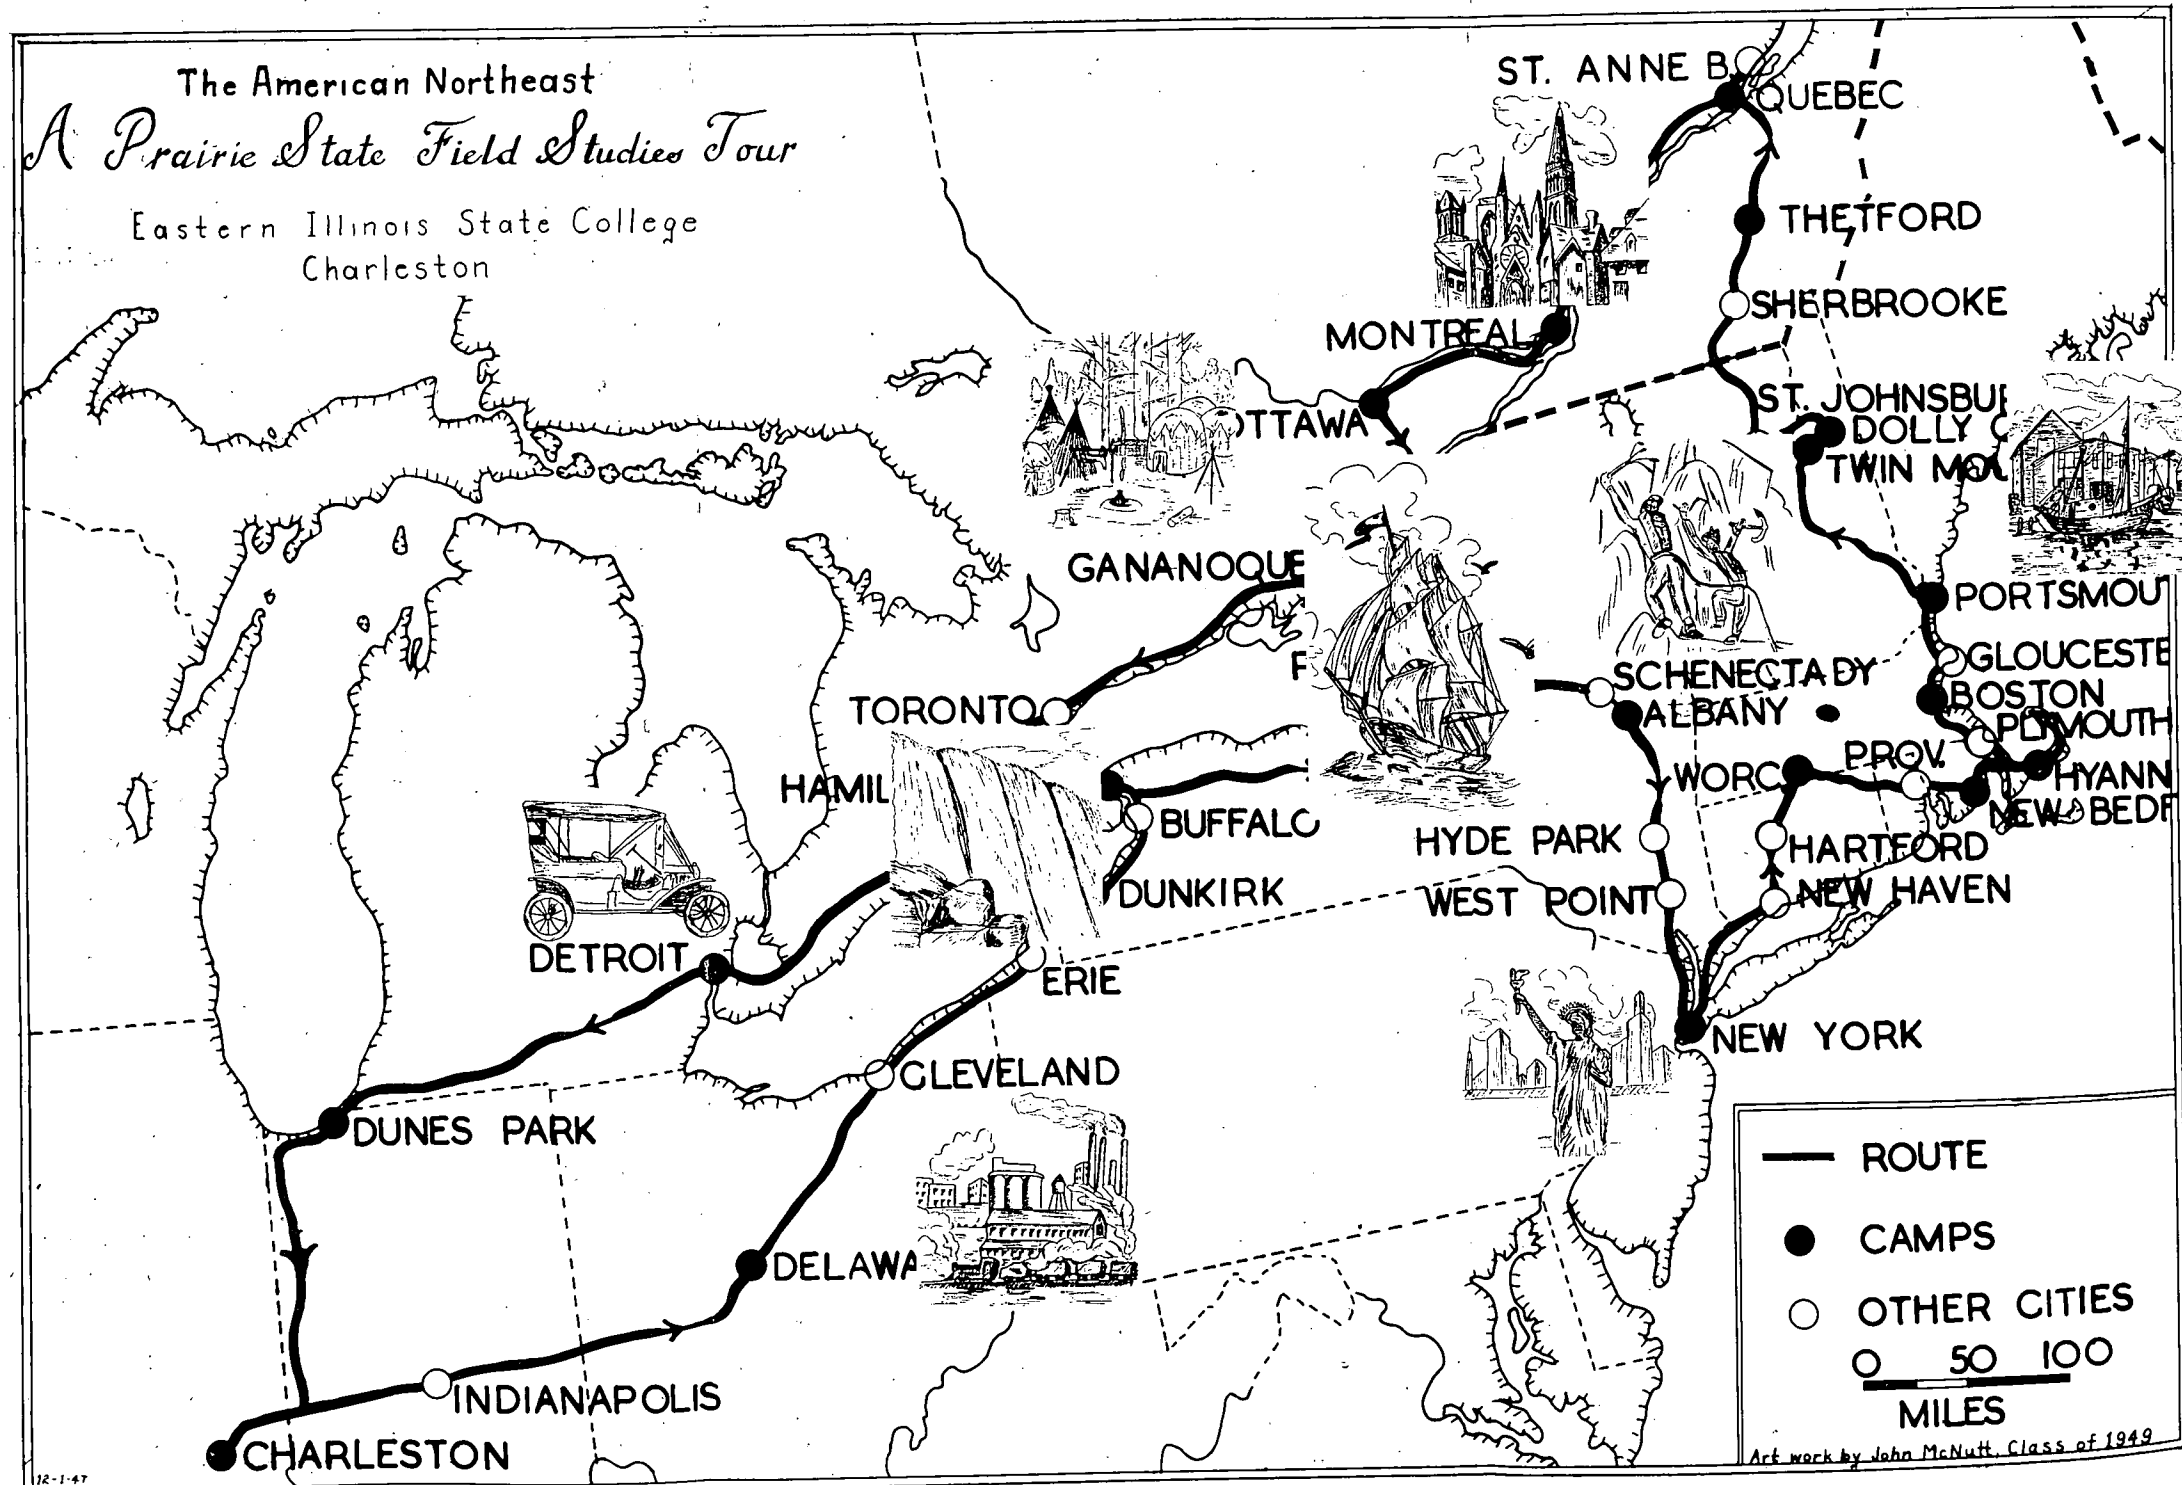 The American Northeast
A Prairie State Field Studies Tour
Eastern Illinois State College
Charleston
ST. ANNE B.
QUEBEC
THETFORD
SHERBROOKE
MONTREAL
OTTAWA
ST. JOHNSBU
DOLLY
TWIN MOU
GANANOQUE
PORTSMOU
GLOUCESTE
BOSTON
PLYMOUTH
SCHENECTADY
ALBANY
TORONTO
PROV.
WORC
HYANN
NEW BEDF
HAMIL
BUFFALO
HYDE PARK
HARTFORD
DUNKIRK
WEST POINT
NEW HAVEN
DETROIT
ERIE
NEW YORK
CLEVELAND
DUNES PARK
DELAWA
INDIANAPOLIS
CHARLESTON
ROUTE
CAMPS
OTHER CITIES
0 50 100
MILES
Art work by John McNutt, Class of 1949
12-1-47